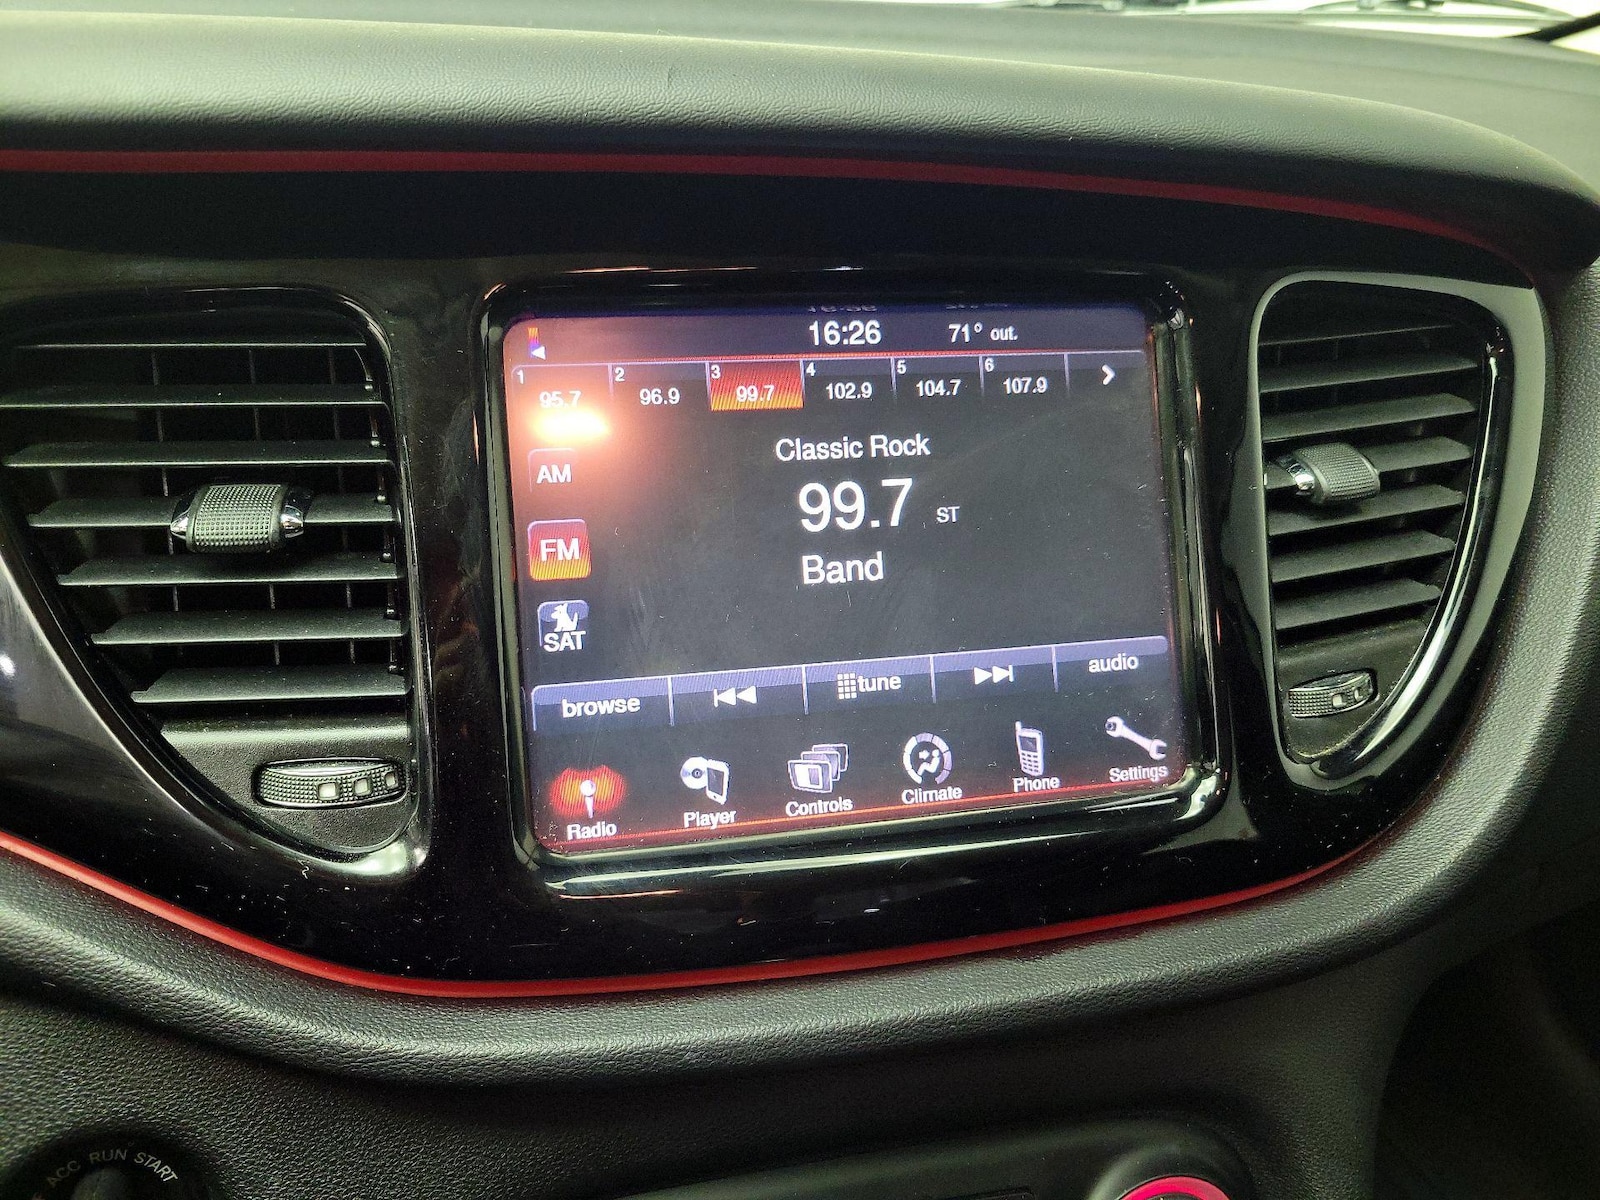 16:26 71° out.
1 2 3 4 5 6
95.7 96.9 99.7 102.9 104.7 107.9
Classic Rock
AM
99.7 ST
FM
Band
SAT
browse tune audio
Radio Player Controls Climate Phone Settings
ACC RUN START